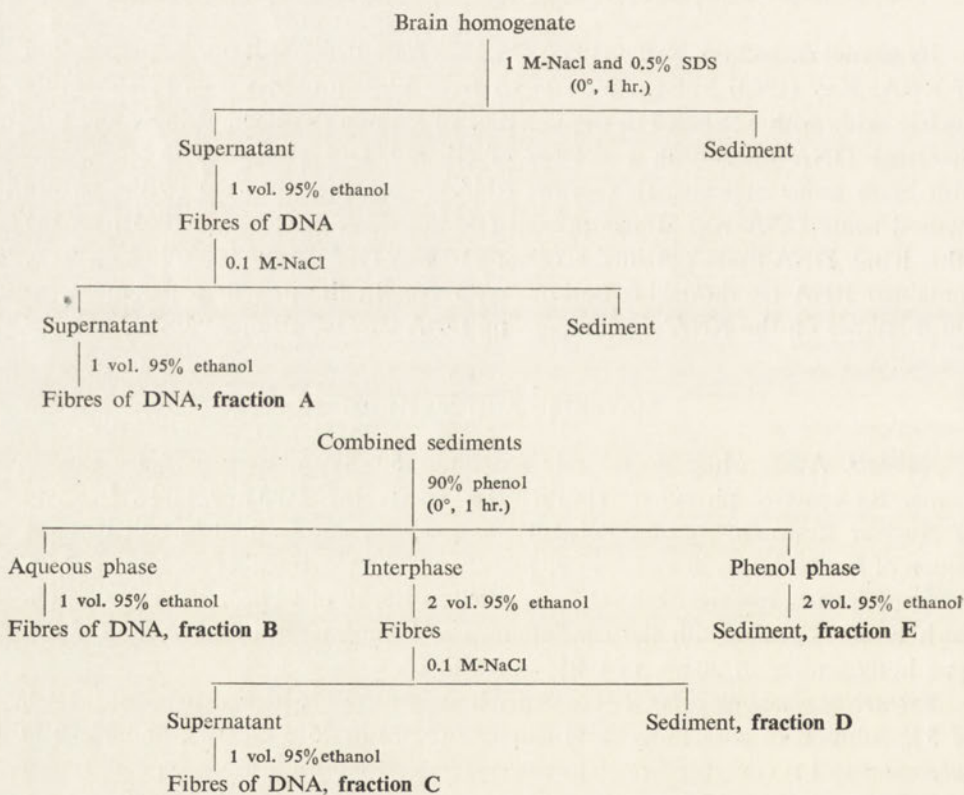 Brain homogenate
1 M-Nacl and 0.5% SDS
(0°, 1 hr.)
Supernatant Sediment
1 vol. 95% ethanol
Fibres of DNA
0.1 M-NaCl
Supernatant Sediment
1 vol. 95% ethanol
Fibres of DNA, fraction A
Combined sediments
90% phenol
(0°, 1 hr.)
Aqueous phase Interphase Phenol phase
1 vol. 95% ethanol 2 vol. 95% ethanol 2 vol. 95% ethanol
Fibres of DNA, fraction B Fibres Sediment, fraction E
0.1 M-NaCl
Supernatant Sediment, fraction D
1 vol. 95% ethanol
Fibres of DNA, fraction C